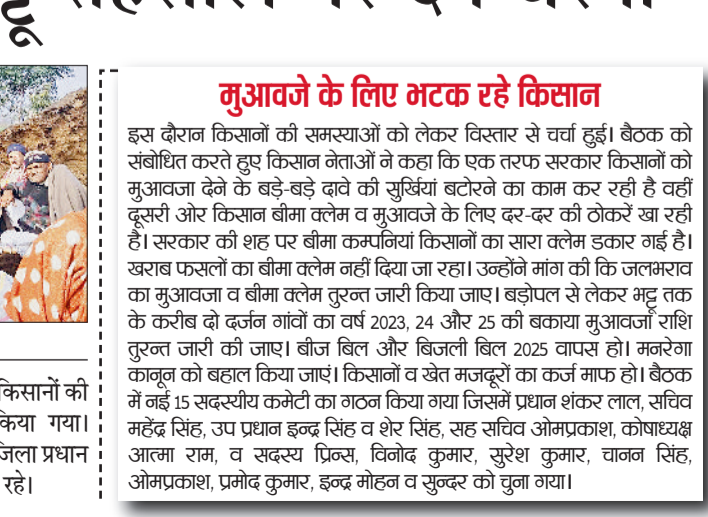 मुआवजे के लिए भटक रहे किसान
इस दौरान किसानों की समस्याओं को लेकर विस्तार से चर्चा हुई। बैठक को
संबोधित करते हुए किसान नेताओं ने कहा कि एक तरफ सरकार किसानों को
मुआवजा देने के बड़े-बड़े दावे की सुर्खियां बटोरने का काम कर रही है वहीं
दूसरी ओर किसान बीमा क्लेम व मुआवजे के लिए दर-दर की ठोकरें खा रही
है। सरकार की शह पर बीमा कम्पनियां किसानों का सारा क्लेम डकार गई है।
खराब फसलों का बीमा क्लेम नहीं दिया जा रहा। उन्होंने मांग की कि जलभराव
का मुआवजा व बीमा क्लेम तुरन्त जारी किया जाए। बड़ोपल से लेकर भट्टू तक
के करीब दो दर्जन गांवों का वर्ष 2023, 24 और 25 की बकाया मुआवजा राशि
तुरन्त जारी की जाए। बीज बिल और बिजली बिल 2025 वापस हो। मनरेगा
कानून को बहाल किया जाएं। किसानों व खेत मजदूरों का कर्ज माफ हो। बैठक
में नई 15 सदस्यीय कमेटी का गठन किया गया जिसमें प्रधान शंकर लाल, सचिव
महेंद्र सिंह, उप प्रधान इन्द्र सिंह व शेर सिंह, सह सचिव ओमप्रकाश, कोषाध्यक्ष
आत्मा राम, व सदस्य प्रिन्स, विनोद कुमार, सुरेश कुमार, चानन सिंह,
ओमप्रकाश, प्रमोद कुमार, इन्द्र मोहन व सुन्दर को चुना गया।
किसानों की
किया गया।
जिला प्रधान
रहे।